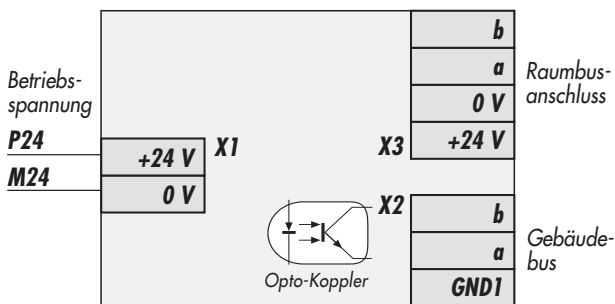 Betriebs-
spannung
P24
M24
+24 V
0 V
X1
X3
b
a
0 V
+24 V
Raumbus-
anschluss
X2
b
a
GND1
Gebäude-
bus
Opto-Koppler